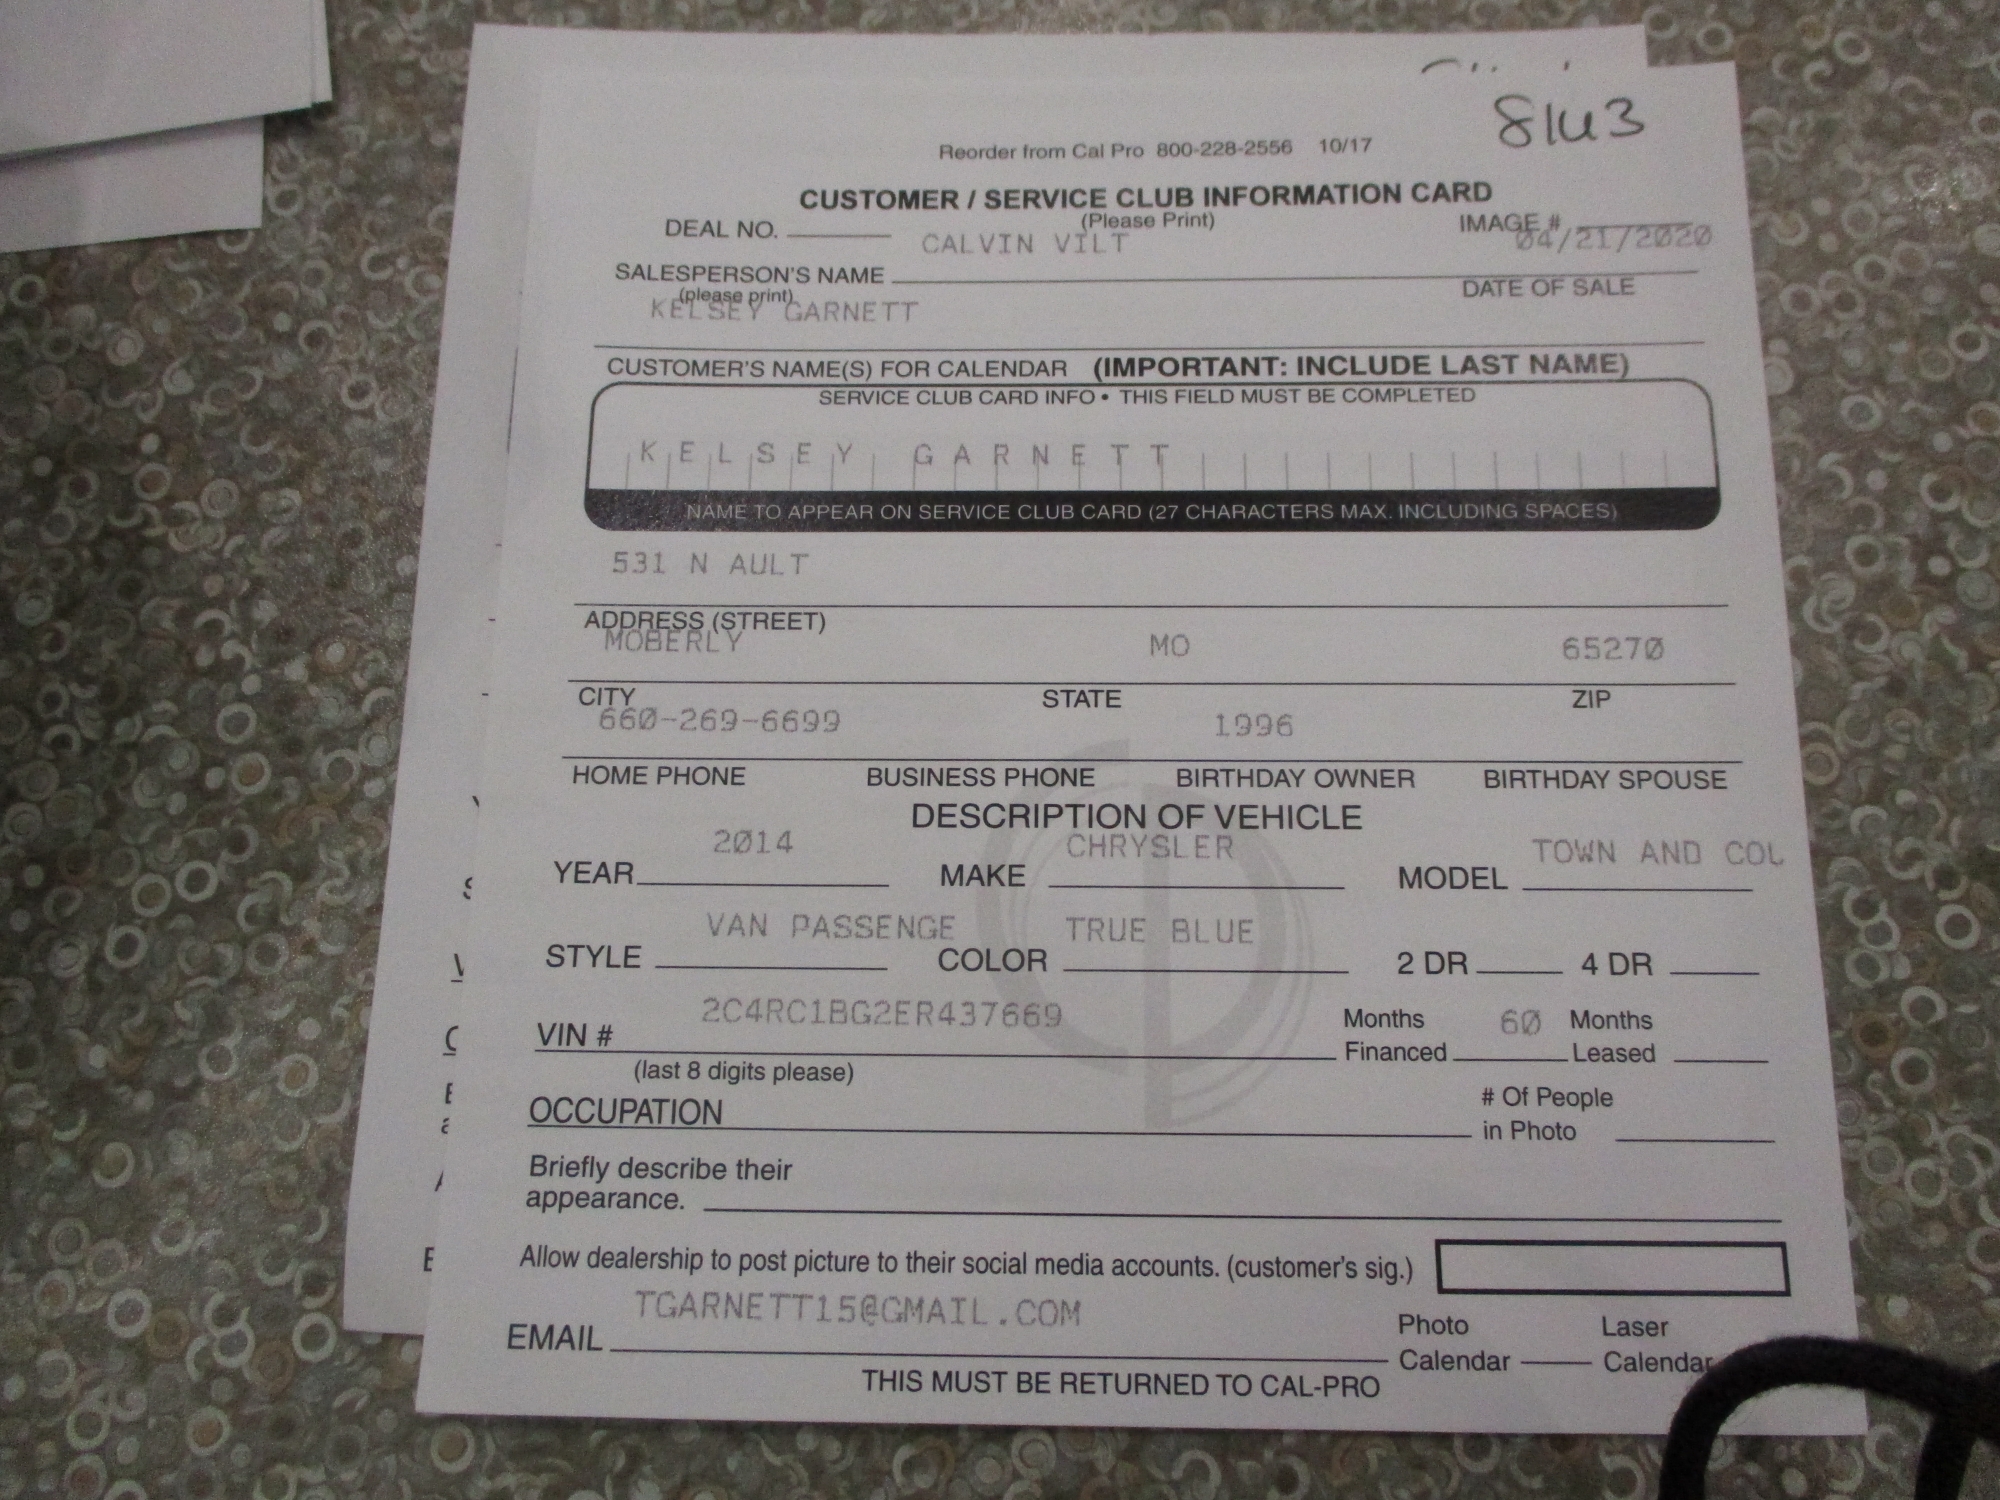 8143
Reorder from Cal Pro 800-228-2556 10/17
CUSTOMER / SERVICE CLUB INFORMATION CARD
(Please Print)
DEAL NO. IMAGE #
CALVIN VILT 04/21/2020
SALESPERSON'S NAME DATE OF SALE
(please print)
KELSEY GARNETT
CUSTOMER'S NAME(S) FOR CALENDAR (IMPORTANT: INCLUDE LAST NAME)
SERVICE CLUB CARD INFO • THIS FIELD MUST BE COMPLETED
KELSEY GARNETT
NAME TO APPEAR ON SERVICE CLUB CARD (27 CHARACTERS MAX. INCLUDING SPACES)
531 N AULT
ADDRESS (STREET)
MOBERLY MO 65270
CITY STATE ZIP
660-269-6699 1996
HOME PHONE BUSINESS PHONE BIRTHDAY OWNER BIRTHDAY SPOUSE
DESCRIPTION OF VEHICLE
2014 CHRYSLER TOWN AND COU
YEAR MAKE MODEL
VAN PASSENGE TRUE BLUE
STYLE COLOR 2 DR 4 DR
2C4RC1BG2ER437669
VIN # Months Financed 60 Months Leased
(last 8 digits please)
OCCUPATION # Of People in Photo
Briefly describe their
appearance.
Allow dealership to post picture to their social media accounts. (customer's sig.)
TGARNETT15@GMAIL.COM
EMAIL Photo Calendar Laser Calendar
THIS MUST BE RETURNED TO CAL-PRO